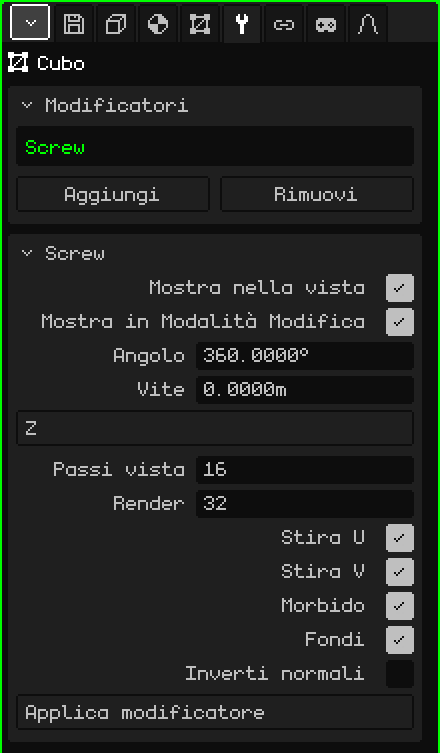 Cubo
Modificatori
Screw
Aggiungi Rimuovi
Screw
Mostra nella vista
Mostra in Modalità Modifica
Angolo 360.0000°
Vite 0.0000m
Z
Passi vista 16
Render 32
Stira U
Stira V
Morbido
Fondi
Inverti normali
Applica modificatore